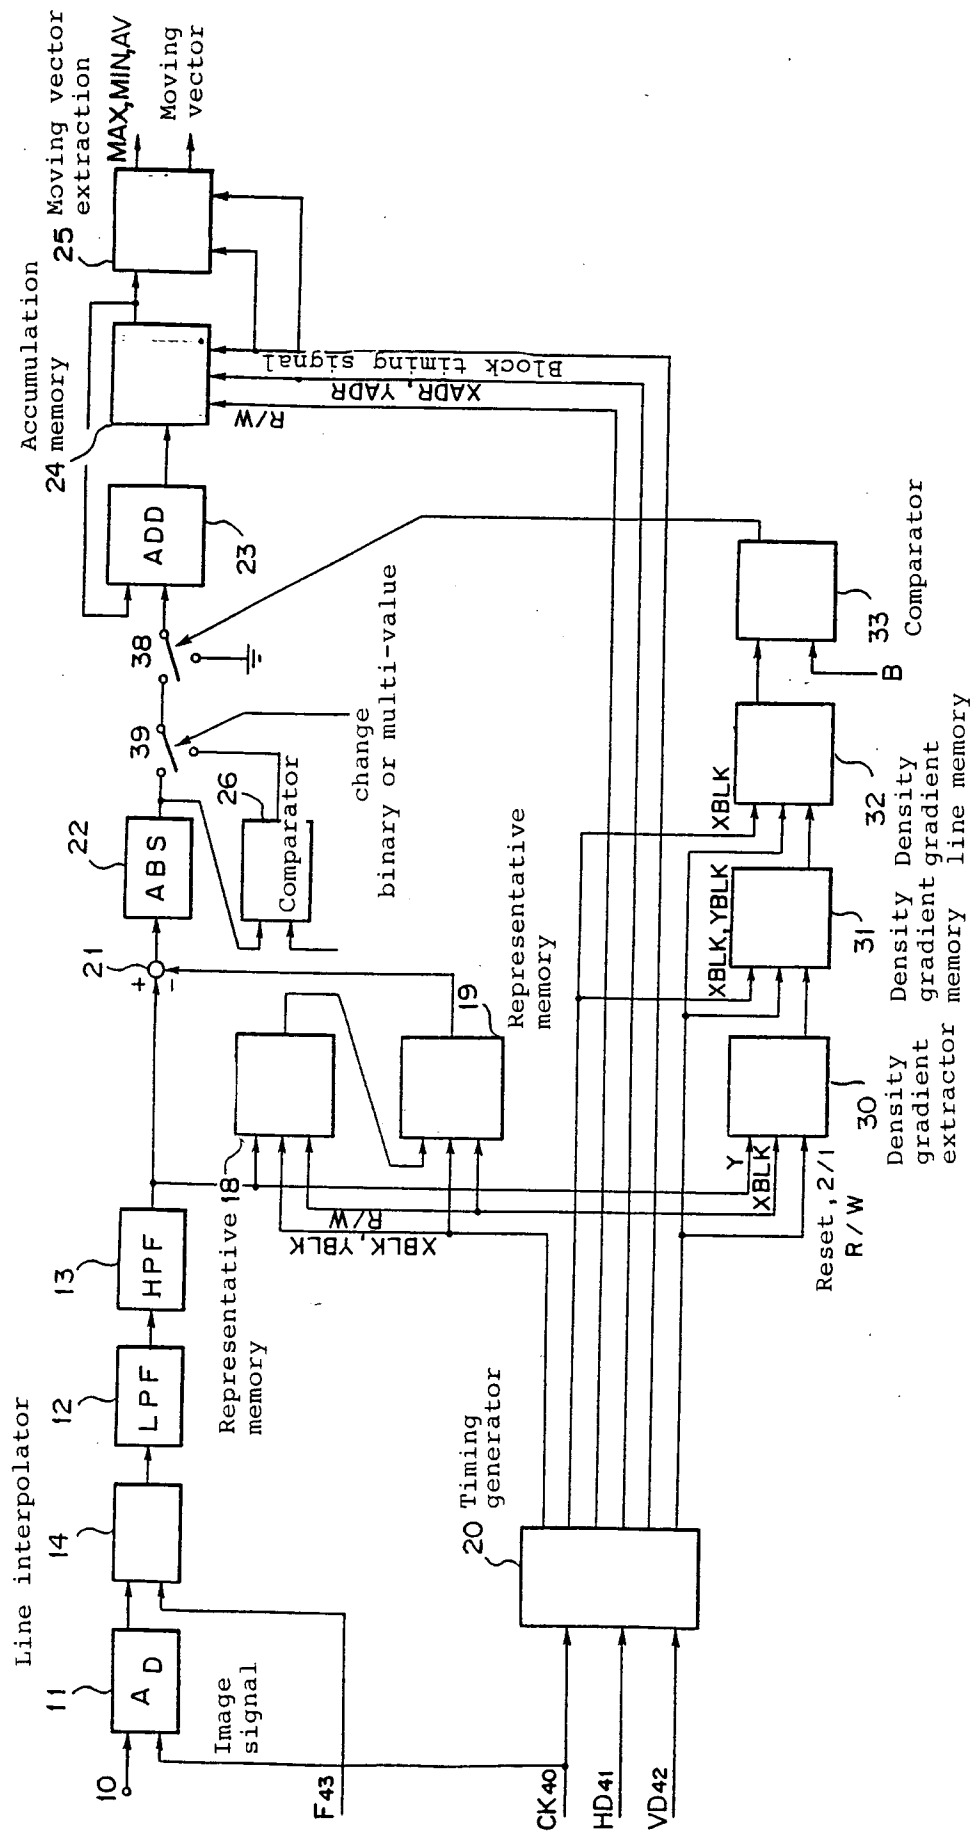 Line interpolator
10
11
A D
Image
signal
14
12
LPF
13
HPF
Representative 18
memory
21
+
-
22
ABS
39
38
23
ADD
24
Accumulation
memory
25
Moving vector
extraction
MAX,MIN,AV
Moving
vector
26
Comparator
change
binary or multi-value
19
Representative
memory
XBLK, YBLK
R/W
R/W
XADR, YADR
Block timing signal
F43
CK40
HD41
VD42
20 Timing
generator
Y
XBLK
Reset, 2/1
R/W
30
Density
gradient
extractor
XBLK, YBLK
31
Density
gradient
memory
XBLK
32
Density
gradient
line memory
B
33
Comparator